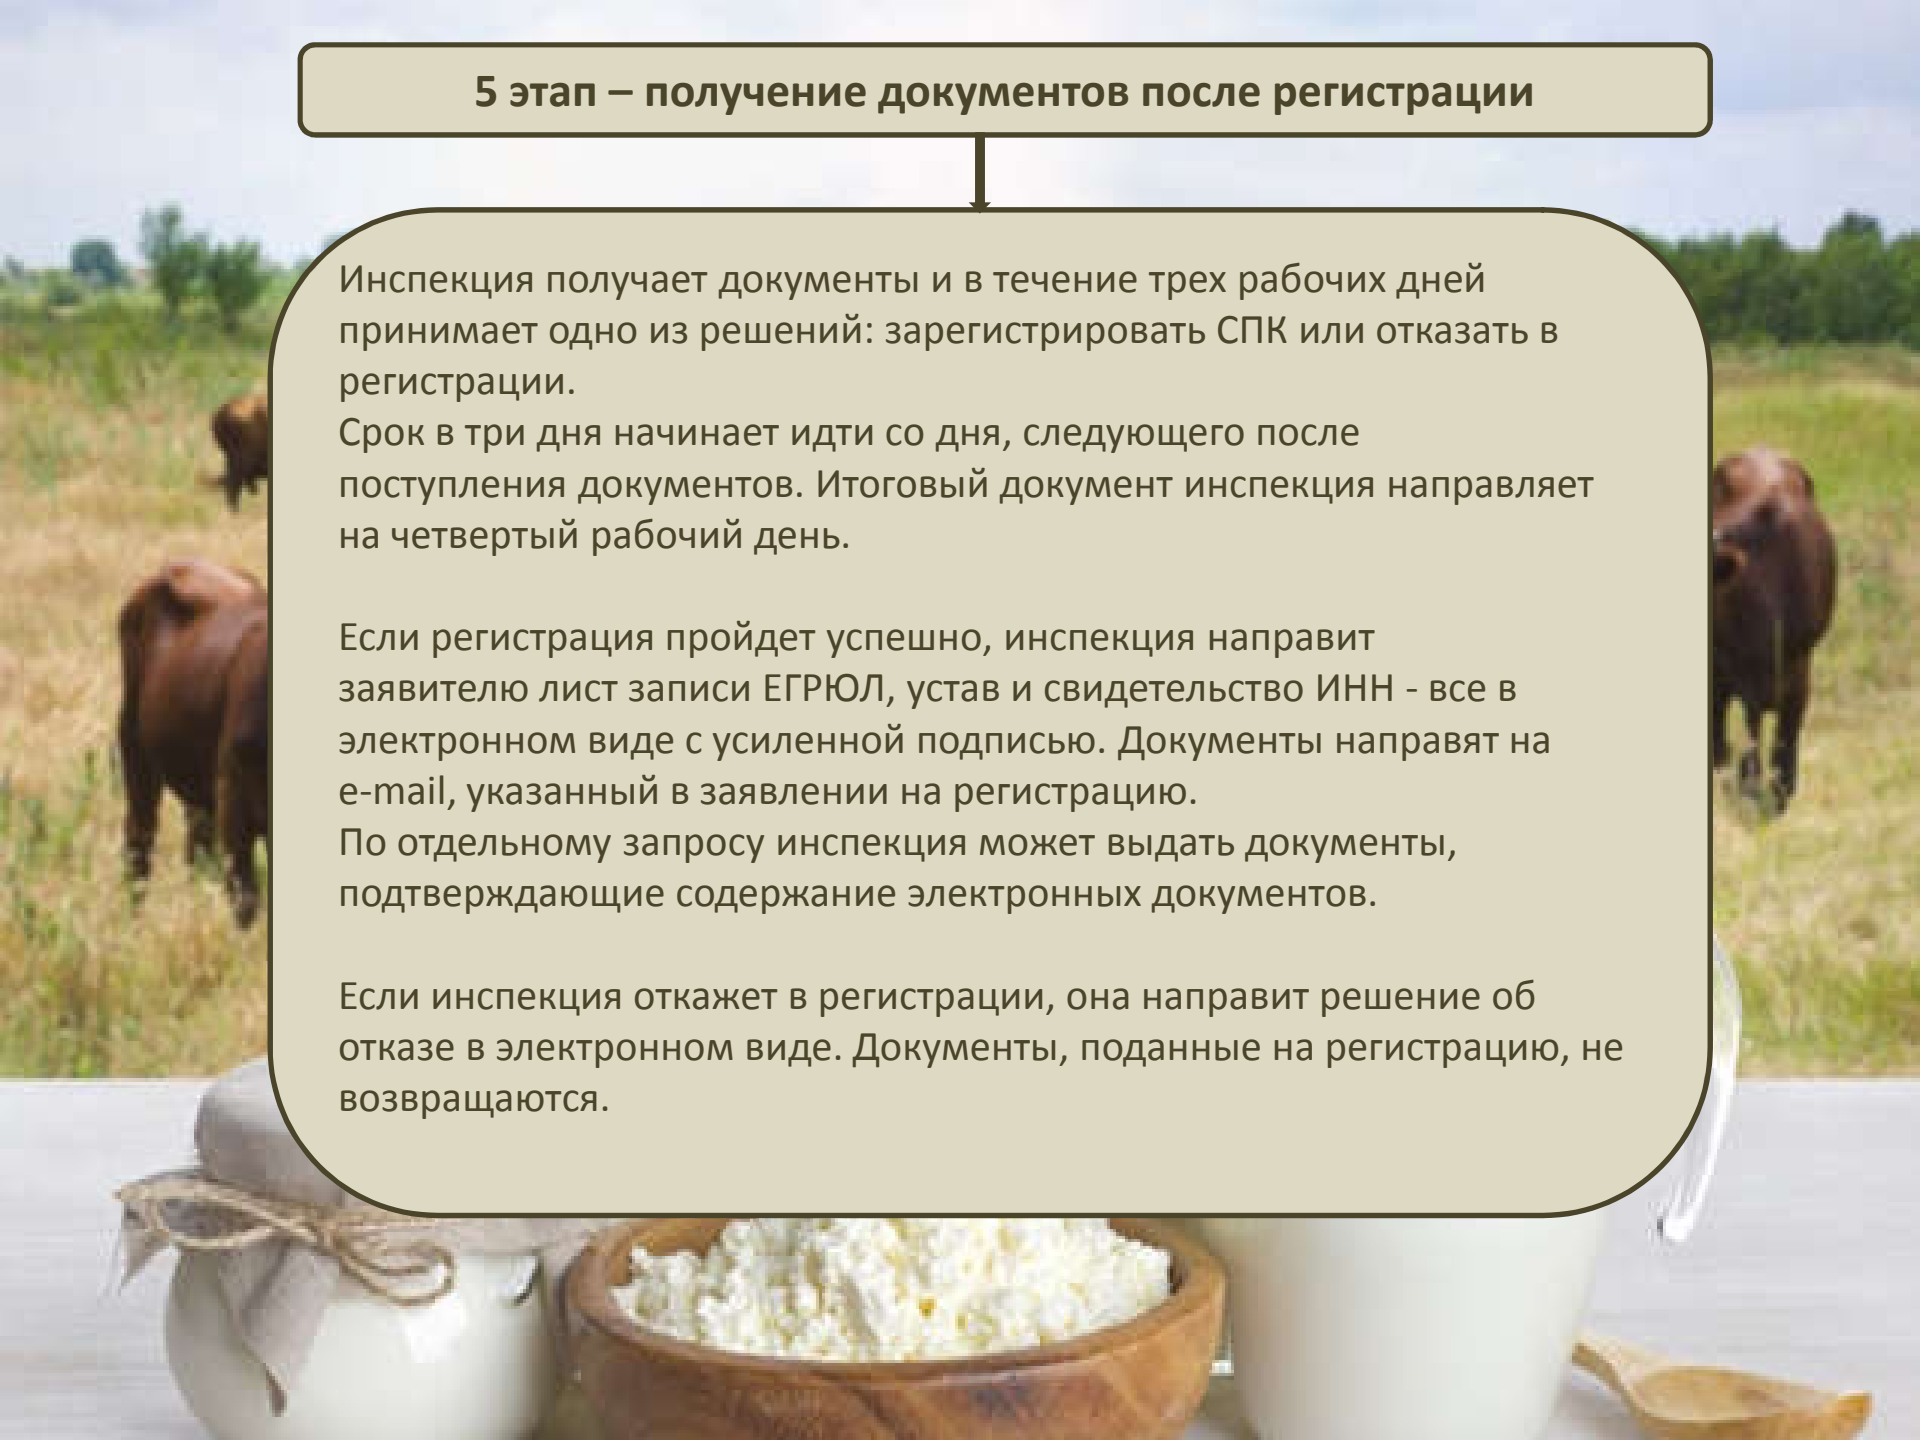 5 этап – получение документов после регистрации
Инспекция получает документы и в течение трех рабочих дней
принимает одно из решений: зарегистрировать СПК или отказать в
регистрации.
Срок в три дня начинает идти со дня, следующего после
поступления документов. Итоговый документ инспекция направляет
на четвертый рабочий день.
Если регистрация пройдет успешно, инспекция направит
заявителю лист записи ЕГРЮЛ, устав и свидетельство ИНН - все в
электронном виде с усиленной подписью. Документы направят на
e-mail, указанный в заявлении на регистрацию.
По отдельному запросу инспекция может выдать документы,
подтверждающие содержание электронных документов.
Если инспекция откажет в регистрации, она направит решение об
отказе в электронном виде. Документы, поданные на регистрацию, не
возвращаются.